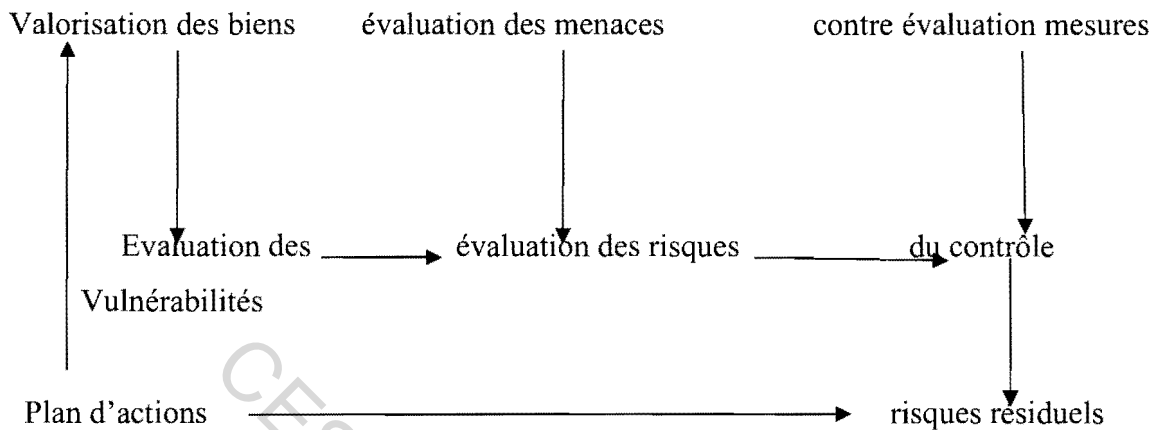 Valorisation des biens évaluation des menaces contre évaluation mesures
Evaluation des évaluation des risques du contrôle
Vulnérabilités
CES
Plan d'actions risques résiduels